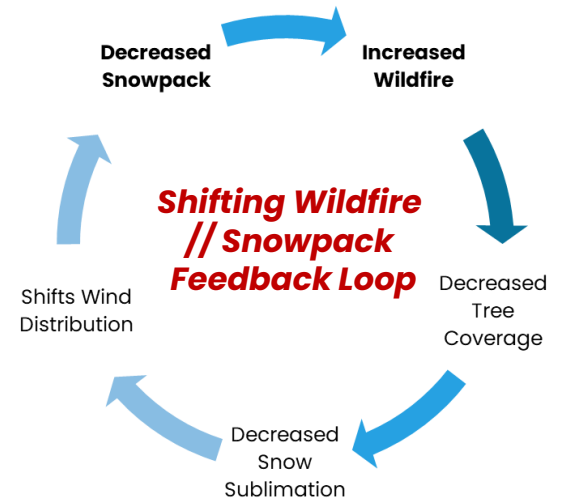 Decreased
Snowpack
Increased
Wildfire
Shifting Wildfire
// Snowpack
Feedback Loop
Decreased
Tree
Coverage
Decreased
Snow
Sublimation
Shifts Wind
Distribution